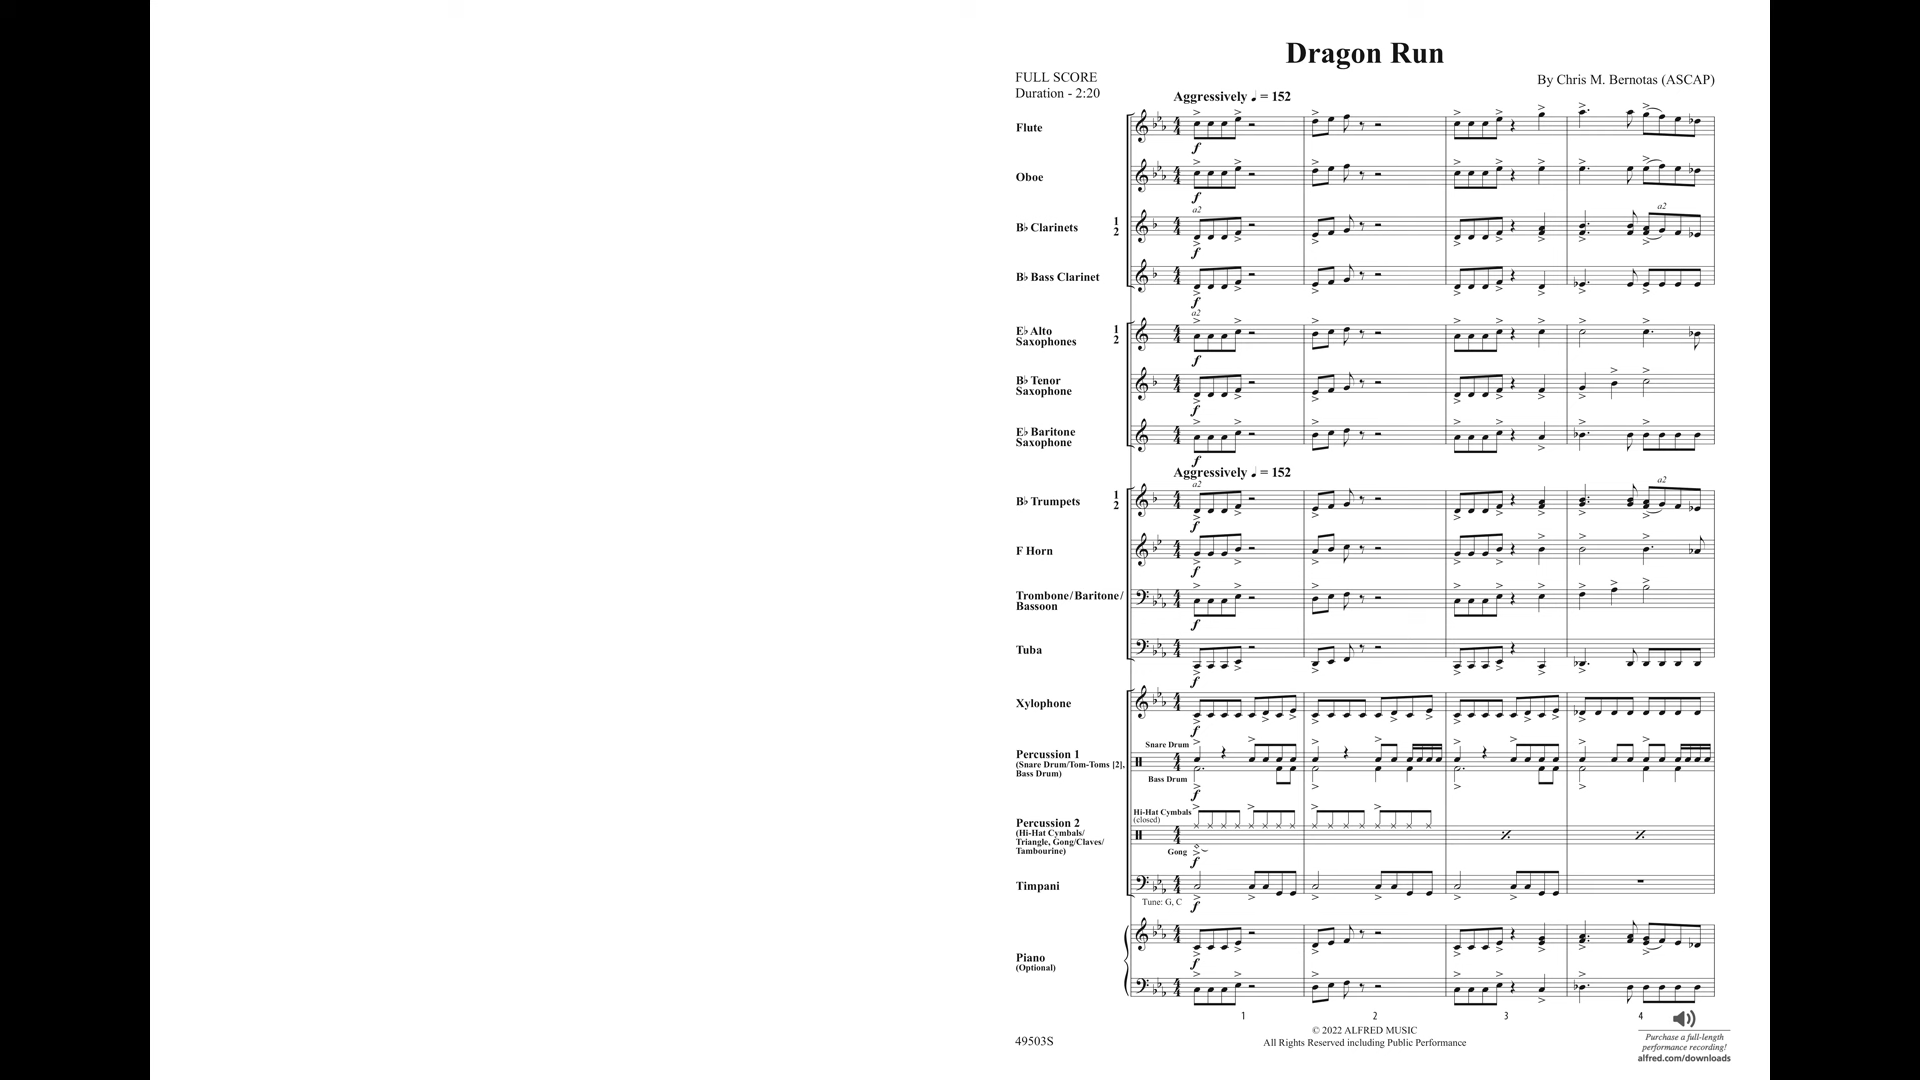 Dragon Run
FULL SCORE
By Chris M. Bernotas (ASCAP)
Duration - 2:20
Aggressively ♩ = 152
Flute
f
Oboe
f
a2
a2
B♭ Clarinets
1
2
f
B♭ Bass Clarinet
f
a2
E♭ Alto
Saxophones
1
2
f
B♭ Tenor
Saxophone
f
E♭ Baritone
Saxophone
f
Aggressively ♩ = 152
a2
a2
B♭ Trumpets
1
2
f
F Horn
f
Trombone/Baritone/
Bassoon
f
Tuba
f
Xylophone
f
Snare Drum
Percussion 1
(Snare Drum/Tom-Toms [2],
Bass Drum)
Bass Drum
f
Hi-Hat Cymbals
(closed)
Percussion 2
(Hi-Hat Cymbals/
Triangle, Gong/Claves/
Tambourine)
Gong
f
Timpani
Tune: G, C
f
Piano
(Optional)
f
1 2 3 4
© 2022 ALFRED MUSIC
All Rights Reserved including Public Performance
49503S
Purchase a full-length
performance recording!
alfred.com/downloads